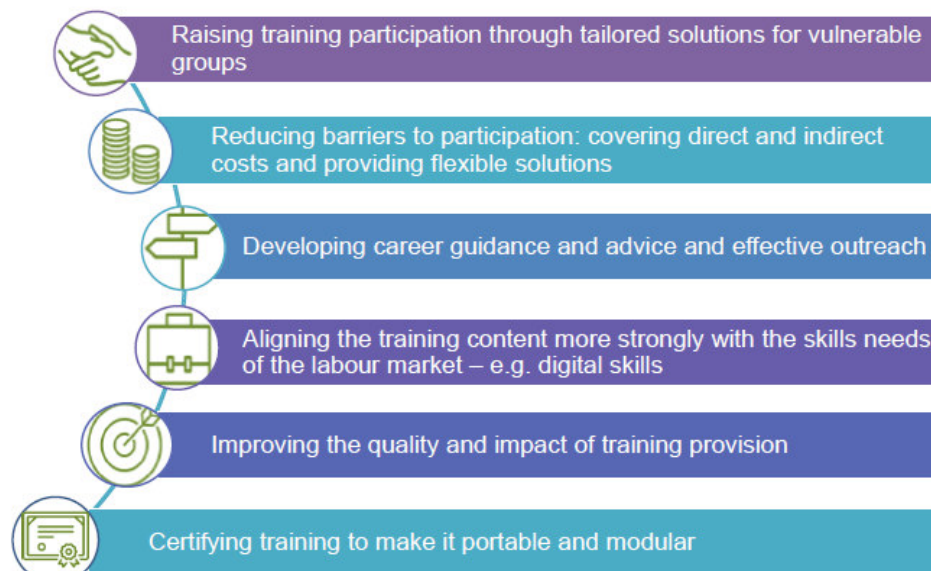 Raising training participation through tailored solutions for vulnerable
groups
Reducing barriers to participation: covering direct and indirect
costs and providing flexible solutions
Developing career guidance and advice and effective outreach
Aligning the training content more strongly with the skills needs
of the labour market – e.g. digital skills
Improving the quality and impact of training provision
Certifying training to make it portable and modular